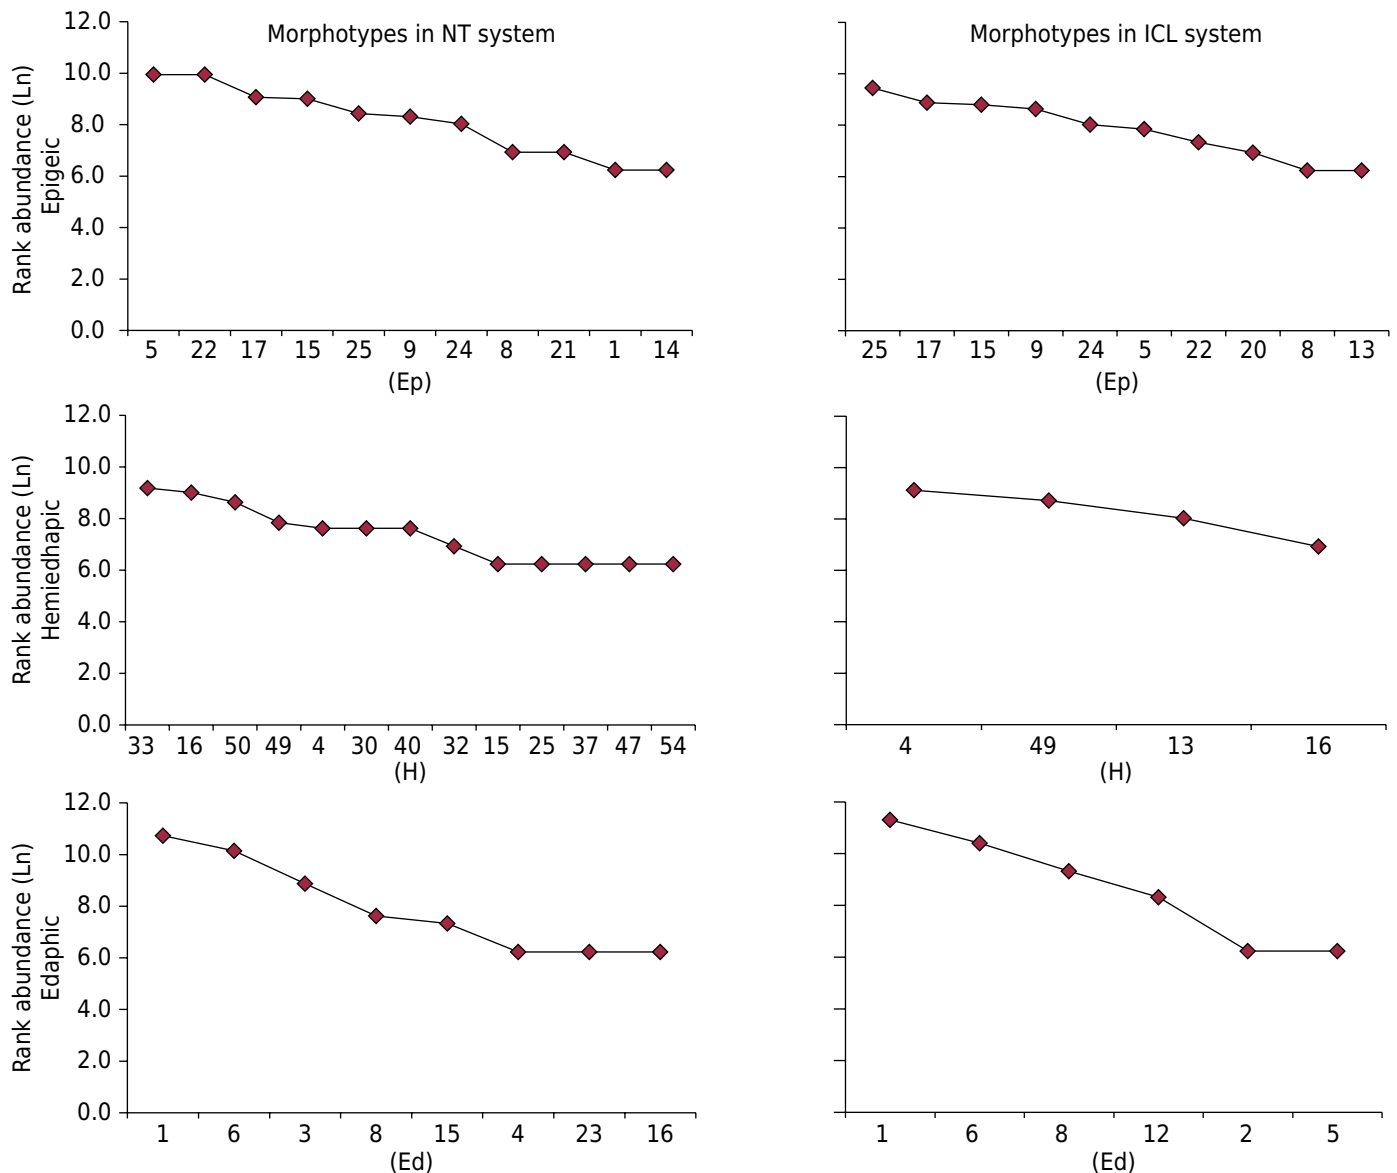 Morphotypes in NT system
Rank abundance (Ln)
Epigeic
12.0
10.0
8.0
6.0
4.0
2.0
0.0
5 22 17 15 25 9 24 8 21 1 14
(Ep)
Morphotypes in ICL system
25 17 15 9 24 5 22 20 8 13
(Ep)
Rank abundance (Ln)
Hemiedhapic
12.0
10.0
8.0
6.0
4.0
2.0
0.0
33 16 50 49 4 30 40 32 15 25 37 47 54
(H)
4 49 13 16
(H)
Rank abundance (Ln)
Edaphic
12.0
10.0
8.0
6.0
4.0
2.0
0.0
1 6 3 8 15 4 23 16
(Ed)
1 6 8 12 2 5
(Ed)